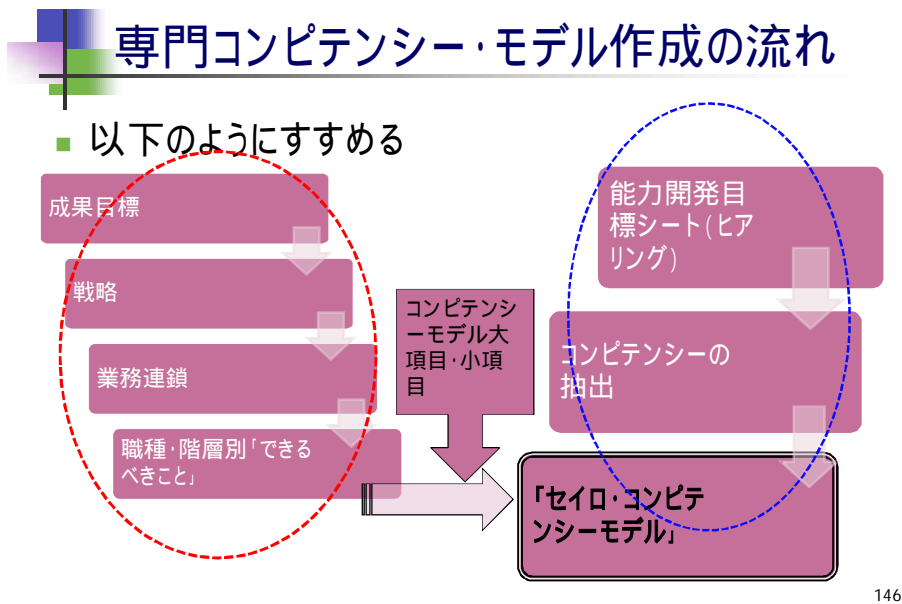 専門コンピテンシー・モデル作成の流れ
以下のようにすすめる
成果目標
戦略
業務連鎖
職種・階層別「できる
べきこと」
コンピテンシ
ーモデル大
項目・小項
目
能力開発目
標シート(ヒア
リング)
コンピテンシーの
抽出
「セイロ・コンピテ
ンシーモデル」
146